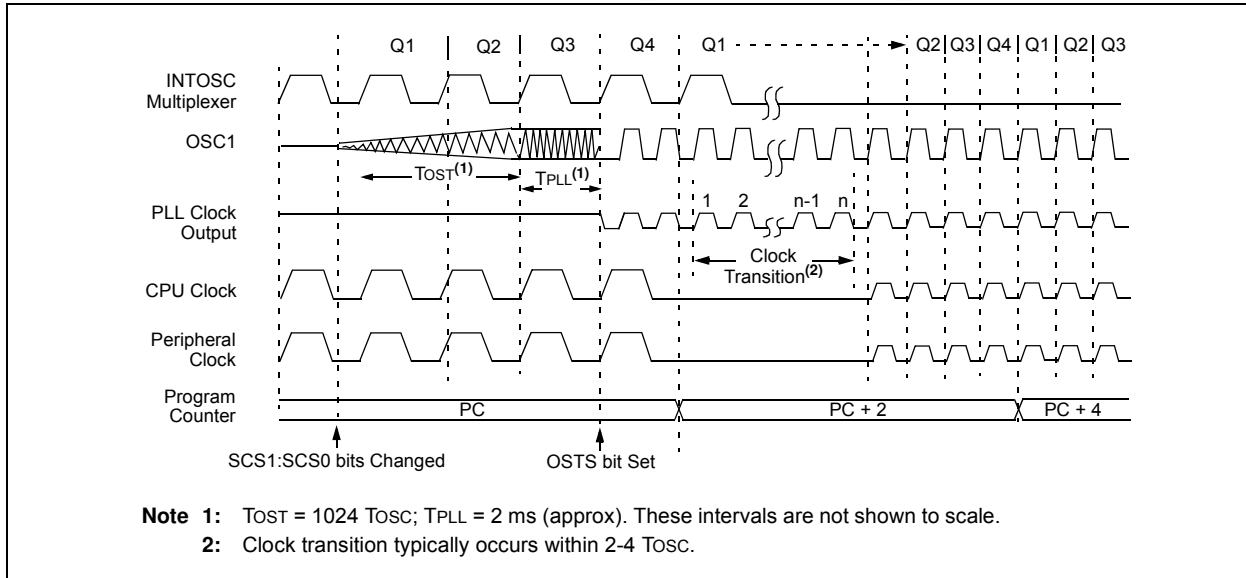 Q1 Q2 Q3 Q4 Q1 Q2 Q3 Q4 Q1 Q2 Q3
INTOSC
Multiplexer
OSC1
TOST(1)
TPLL(1)
PLL Clock
Output
1 2 n-1 n
Clock
Transition(2)
CPU Clock
Peripheral
Clock
Program
Counter
PC PC + 2 PC + 4
SCS1:SCS0 bits Changed OSTS bit Set
Note 1: TOST = 1024 TOSC; TPLL = 2 ms (approx). These intervals are not shown to scale.
2: Clock transition typically occurs within 2-4 TOSC.